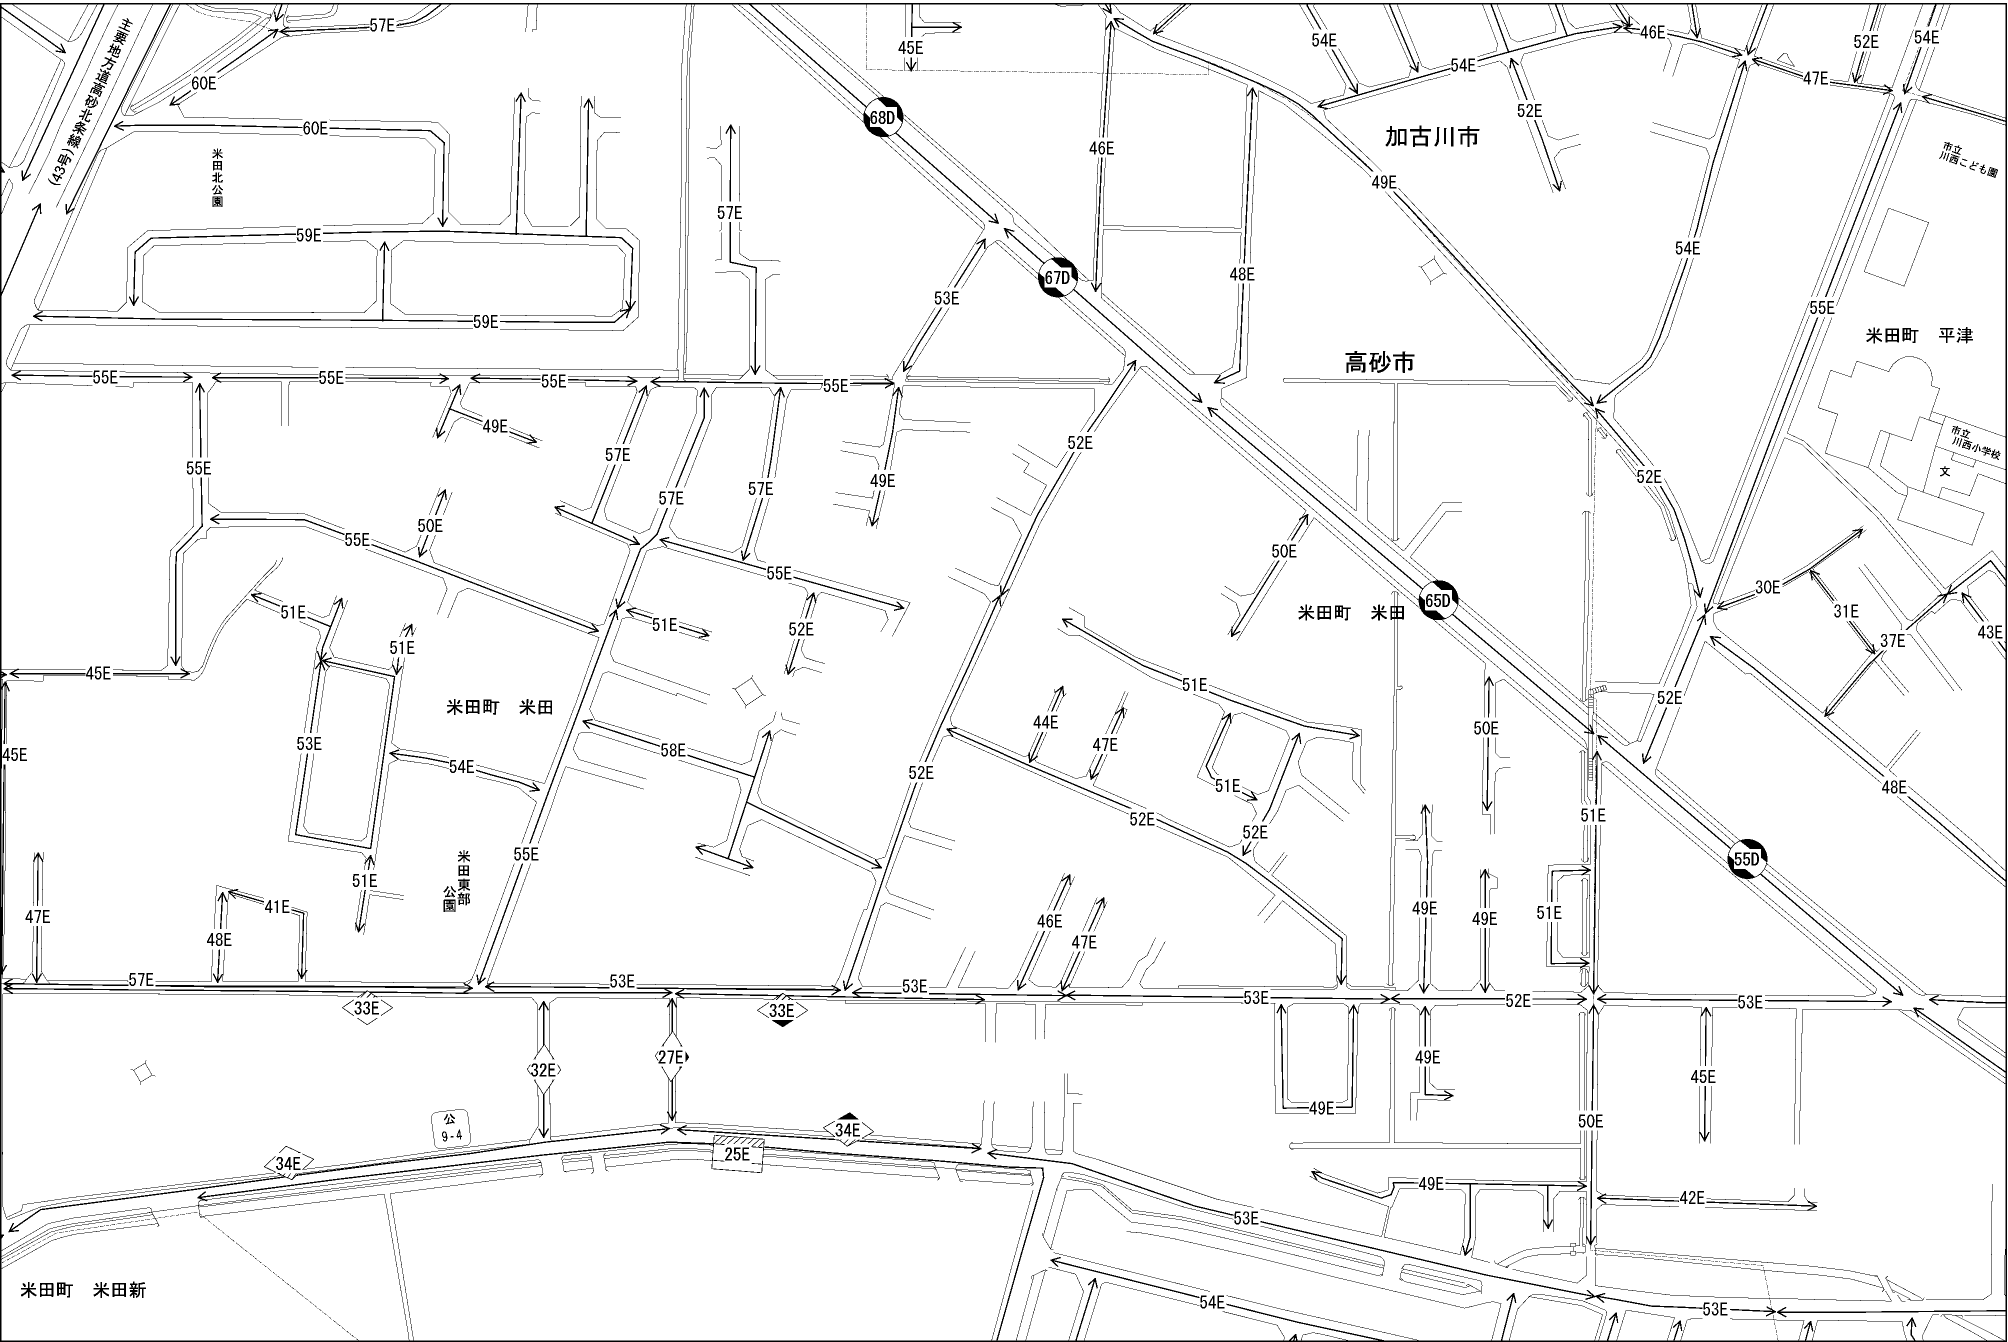 主要地方道高砂北条線
(43号)
57E
45E
54E
46E
52E
54E
60E
54E
47E
68D
52E
60E
加古川市
46E
市立
川西こども園
米田北公園
49E
57E
59E
54E
67D
48E
53E
55E
59E
米田町 平津
高砂市
55E
55E
55E
55E
49E
52E
市立
川西小学校
文
57E
55E
52E
49E
57E
57E
50E
55E
50E
55E
30E
65D
51E
米田町 米田
31E
51E
52E
43E
37E
51E
45E
51E
52E
米田町 米田
44E
50E
53E
47E
58E
45E
54E
52E
51E
48E
51E
52E
52E
55E
55D
51E
米田東部
公園
41E
49E
49E
51E
47E
46E
48E
47E
57E
53E
53E
53E
52E
53E
33E
33E
27E
49E
32E
45E
49E
公
9-4
50E
34E
25E
34E
49E
42E
53E
米田町 米田新
54E
53E